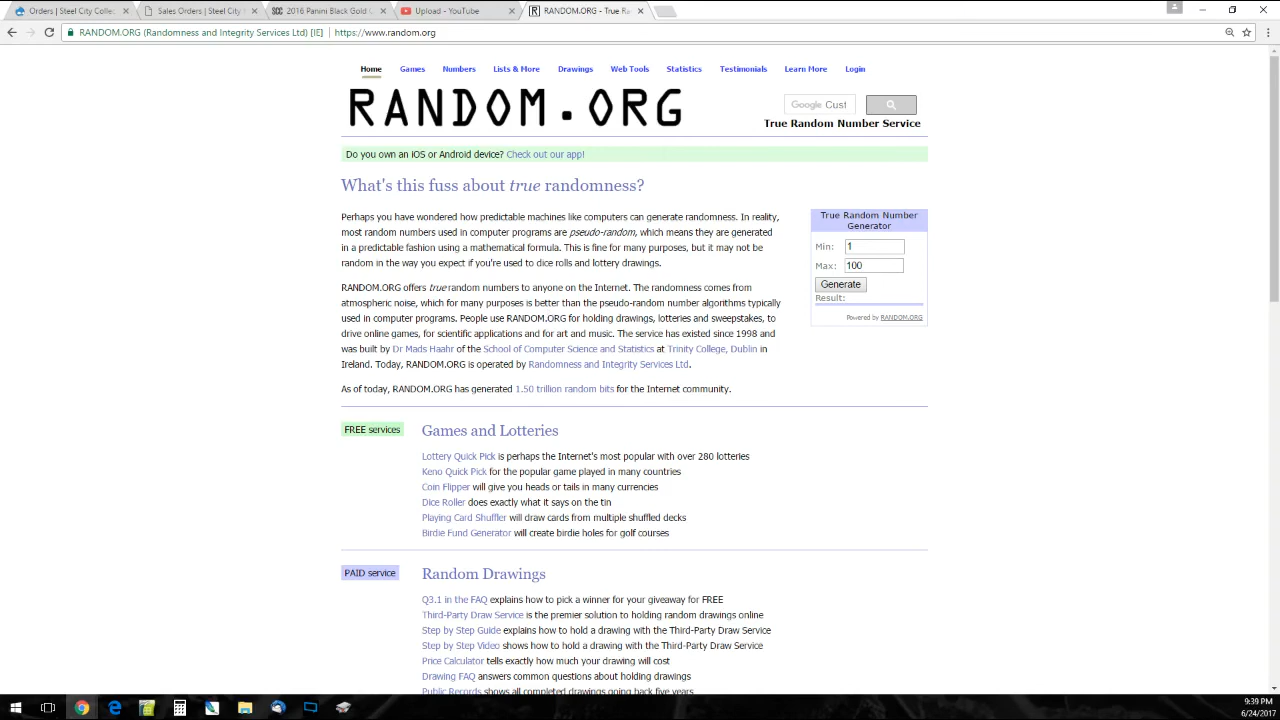 Orders | Steel City Collec
Sales Orders | Steel City
2016 Panini Black Gold
Upload - YouTube
RANDOM.ORG - True Ra
RANDOM.ORG (Randomness and Integrity Services Ltd) [IE]
https://www.random.org
Home Games Numbers Lists & More Drawings Web Tools Statistics Testimonials Learn More Login
RANDOM.ORG
Google Cust
True Random Number Service
Do you own an iOS or Android device? Check out our app!
What's this fuss about true randomness?
Perhaps you have wondered how predictable machines like computers can generate randomness. In reality,
most random numbers used in computer programs are pseudo-random, which means they are generated
in a predictable fashion using a mathematical formula. This is fine for many purposes, but it may not be
random in the way you expect if you're used to dice rolls and lottery drawings.
RANDOM.ORG offers true random numbers to anyone on the Internet. The randomness comes from
atmospheric noise, which for many purposes is better than the pseudo-random number algorithms typically
used in computer programs. People use RANDOM.ORG for holding drawings, lotteries and sweepstakes, to
drive online games, for scientific applications and for art and music. The service has existed since 1998 and
was built by Dr Mads Haahr of the School of Computer Science and Statistics at Trinity College, Dublin in
Ireland. Today, RANDOM.ORG is operated by Randomness and Integrity Services Ltd.
As of today, RANDOM.ORG has generated 1.50 trillion random bits for the Internet community.
True Random Number
Generator
Min: 1
Max: 100
Generate
Result:
Powered by RANDOM.ORG
FREE services
Games and Lotteries
Lottery Quick Pick is perhaps the Internet's most popular with over 280 lotteries
Keno Quick Pick for the popular game played in many countries
Coin Flipper will give you heads or tails in many currencies
Dice Roller does exactly what it says on the tin
Playing Card Shuffler will draw cards from multiple shuffled decks
Birdie Fund Generator will create birdie holes for golf courses
PAID service
Random Drawings
Q3.1 in the FAQ explains how to pick a winner for your giveaway for FREE
Third-Party Draw Service is the premier solution to holding random drawings online
Step by Step Guide explains how to hold a drawing with the Third-Party Draw Service
Step by Step Video shows how to hold a drawing with the Third-Party Draw Service
Price Calculator tells exactly how much your drawing will cost
Drawing FAQ answers common questions about holding drawings
Public Records shows all completed drawings going back five years
9:39 PM
6/24/2017